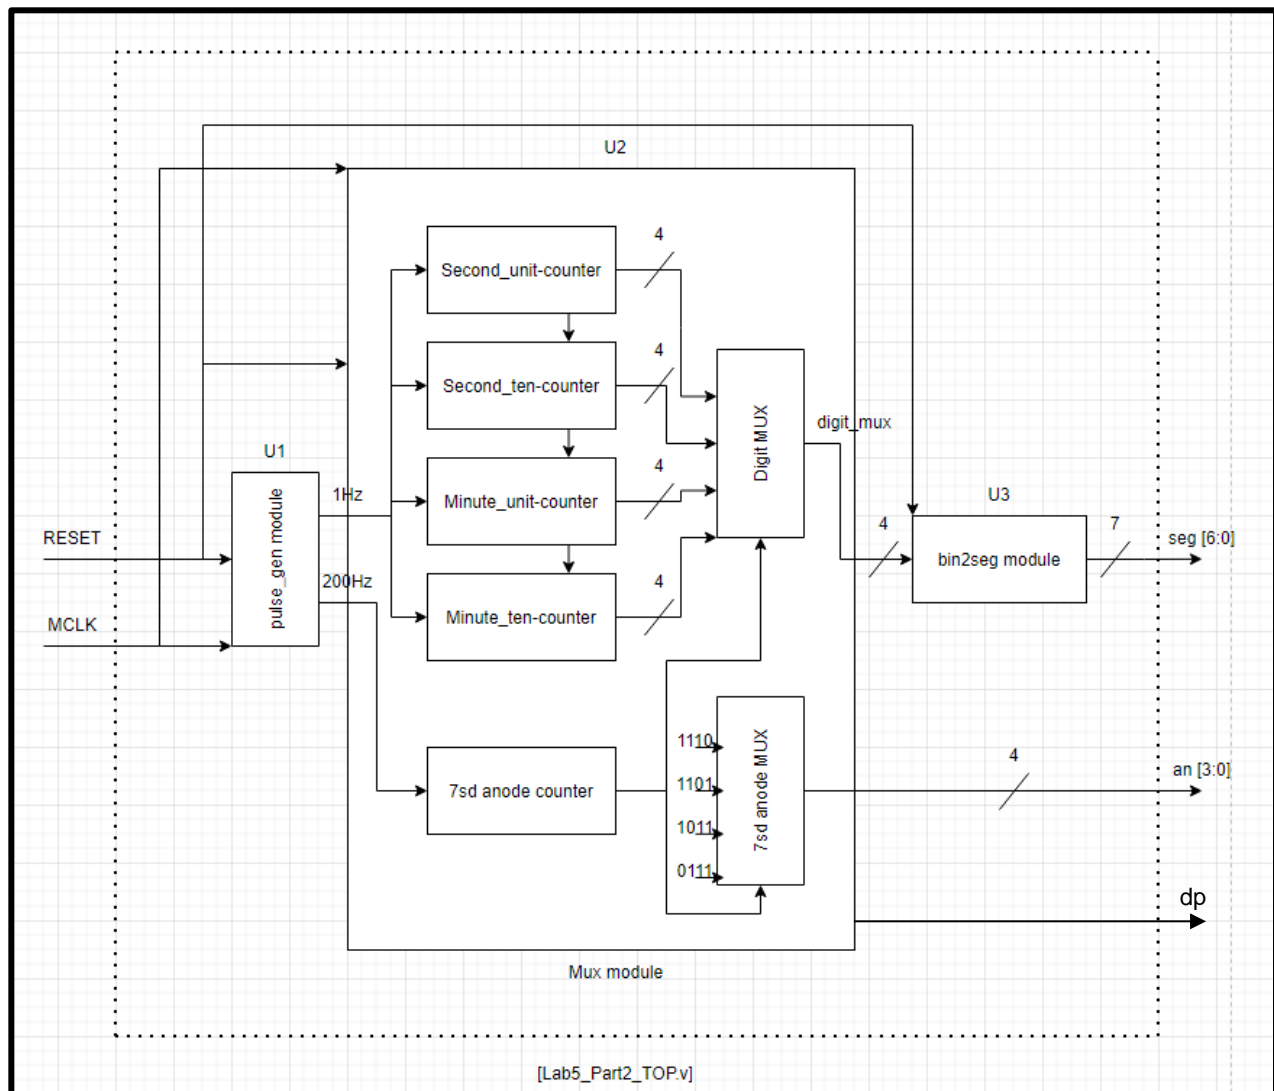 U2
4
Second_unit-counter
4
Second_ten-counter
digit_mux
Digit MUX
U1
4
1Hz
Minute_unit-counter
U3
pulse_gen module
4
7
RESET
seg [6:0]
bin2seg module
200Hz
4
MCLK
Minute_ten-counter
1110
7sd anode MUX
4
an [3:0]
1101
7sd anode counter
1011
0111
dp
Mux module
[Lab5_Part2_TOP.v]